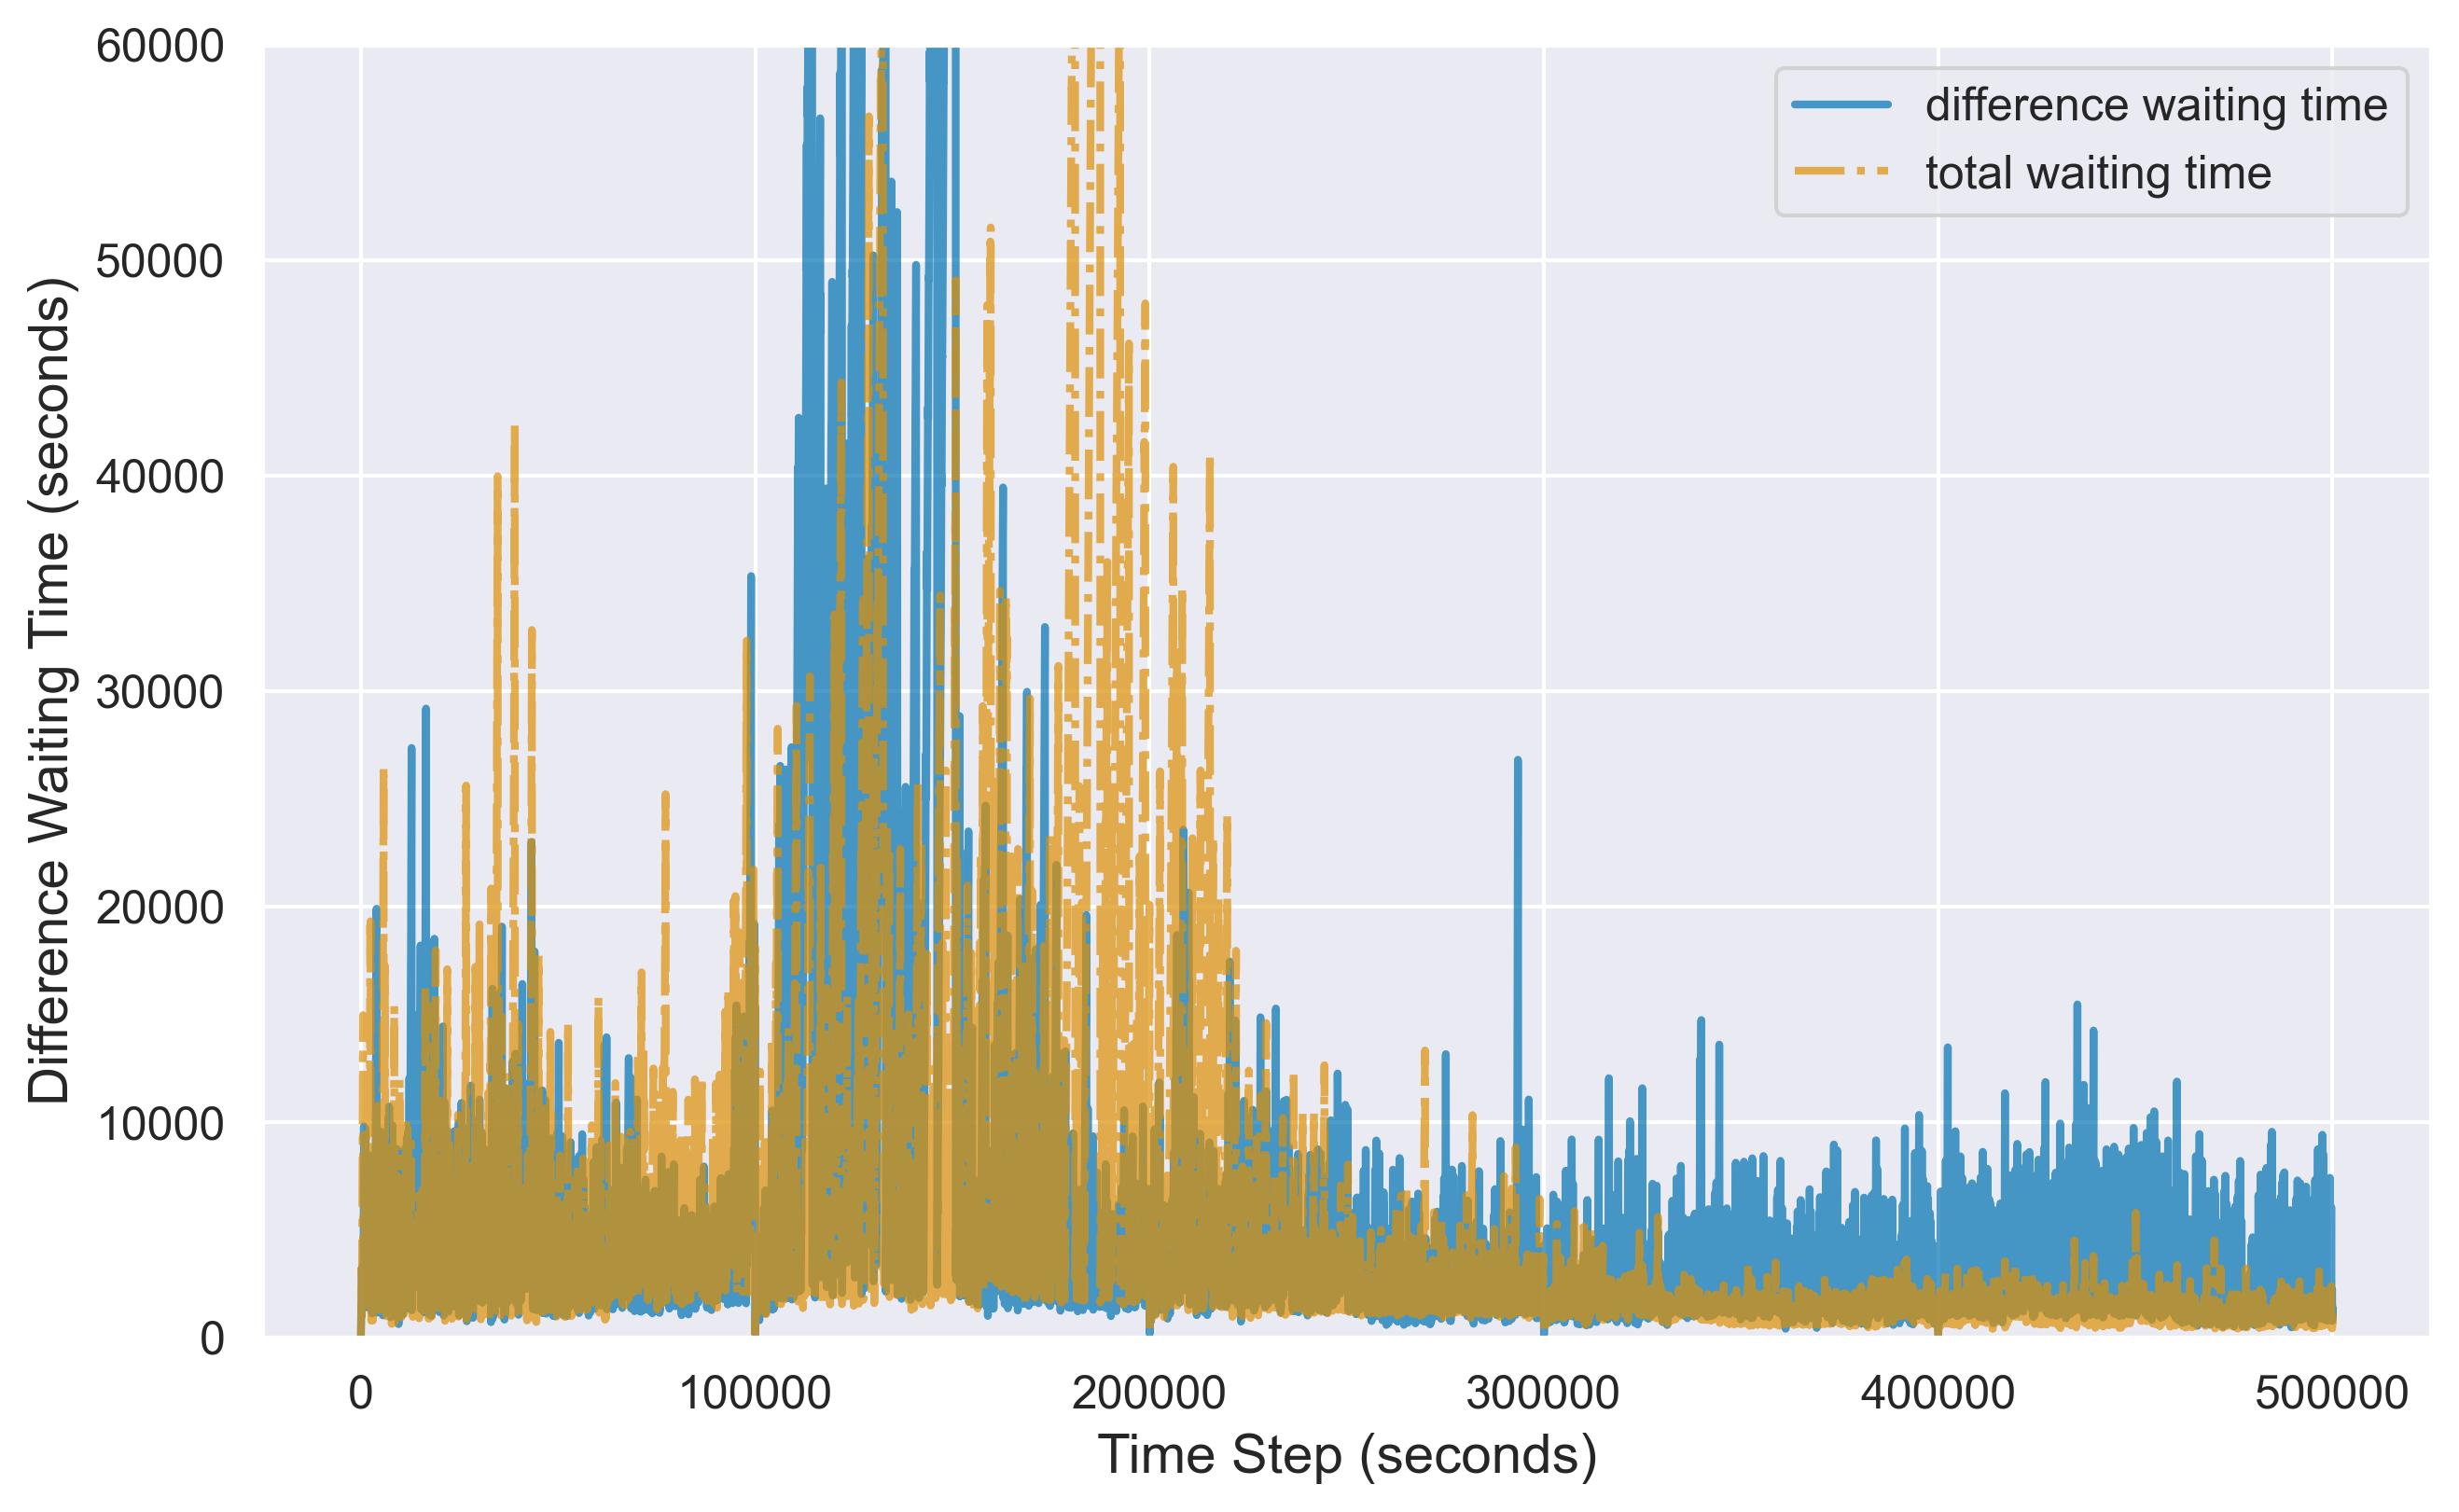 Difference Waiting Time (seconds)
60000
50000
40000
30000
20000
10000
0
difference waiting time
total waiting time
0 100000 200000 300000 400000 500000
Time Step (seconds)